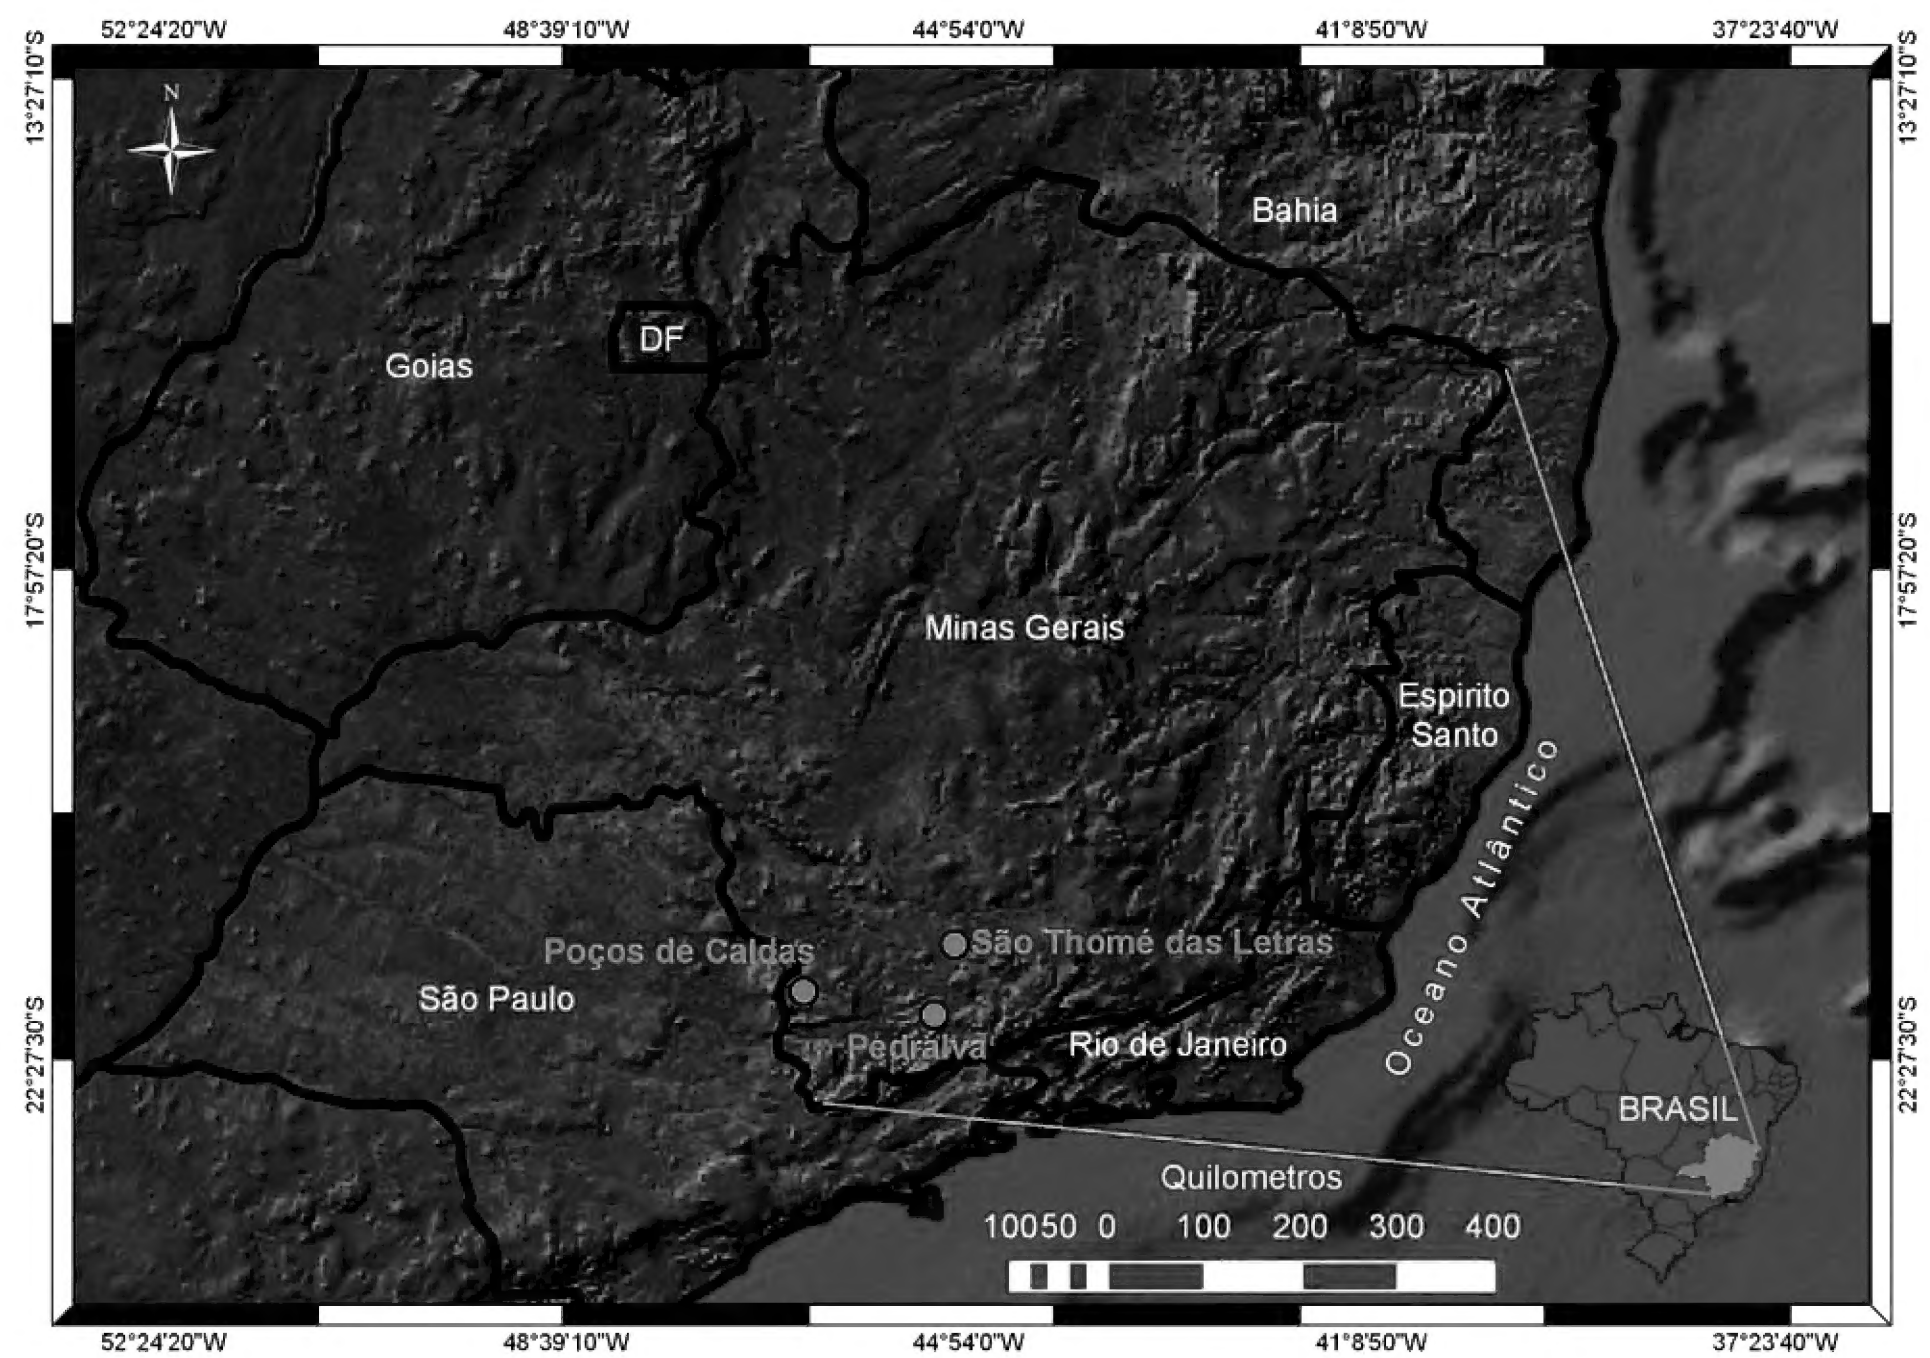 52°24'20"W 48°39'10"W 44°54'0"W 41°8'50"W 37°23'40"W
13°27'10"S 13°27'10"S
N
Bahia
DF
Goias
17°57'20"S 17°57'20"S
Minas Gerais
Espirito
Santo
Oceano Atlântico
Poços de Caldas
São Thomé das Letras
São Paulo
Pedralva
Rio de Janeiro
22°27'30"S 22°27'30"S
BRASIL
Quilometros
10050 0 100 200 300 400
52°24'20"W 48°39'10"W 44°54'0"W 41°8'50"W 37°23'40"W